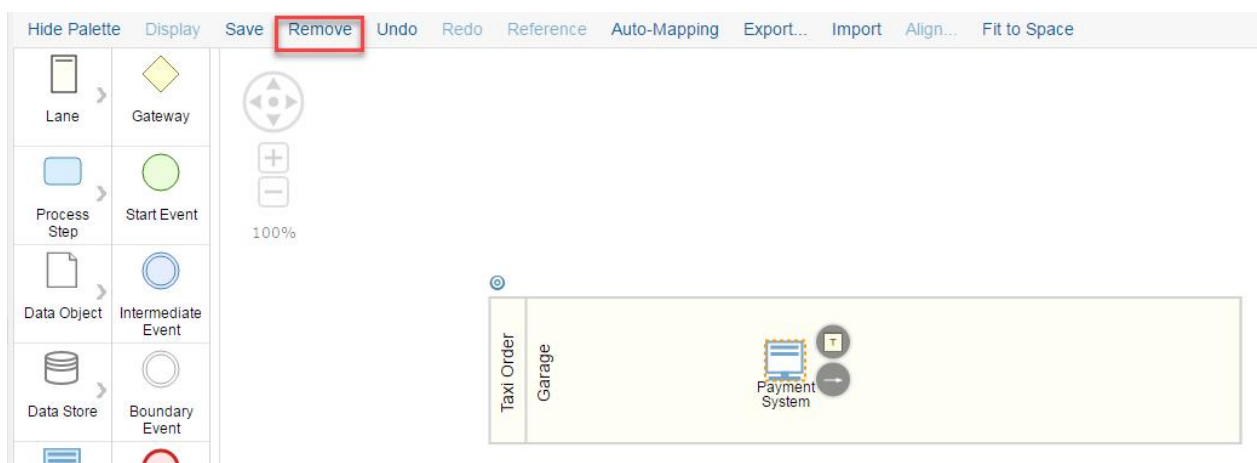 Hide Palette Display Save Remove Undo Redo Reference Auto-Mapping Export... Import Align... Fit to Space
Lane Gateway
Process Step Start Event
Data Object Intermediate Event
Data Store Boundary Event
100%
Taxi Order
Garage
T
Payment
System